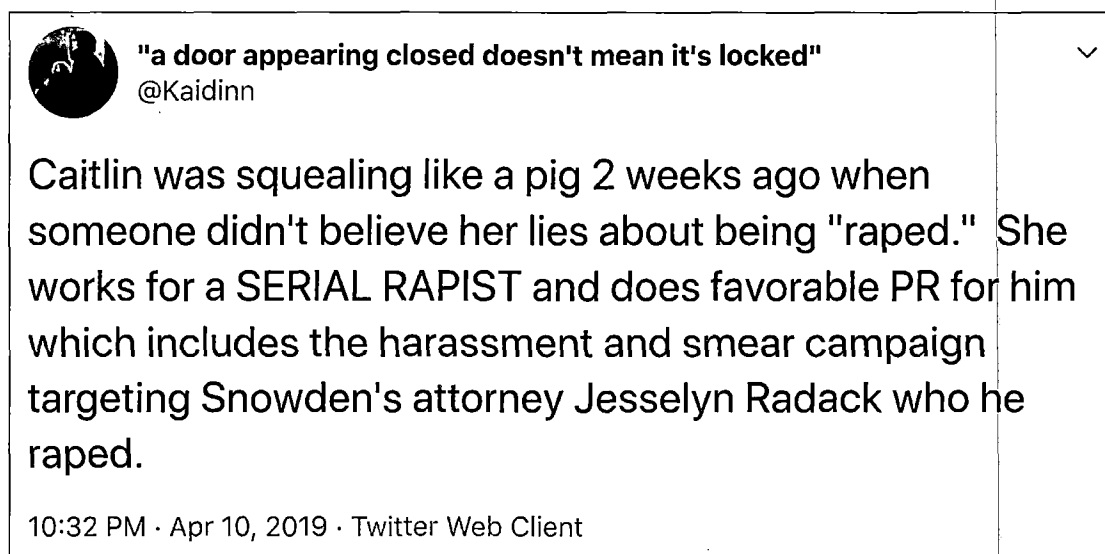 "a door appearing closed doesn't mean it's locked"
@Kaidinn
Caitlin was squealing like a pig 2 weeks ago when
someone didn't believe her lies about being "raped." She
works for a SERIAL RAPIST and does favorable PR for him
which includes the harassment and smear campaign
targeting Snowden's attorney Jesselyn Radack who he
raped.
10:32 PM · Apr 10, 2019 · Twitter Web Client